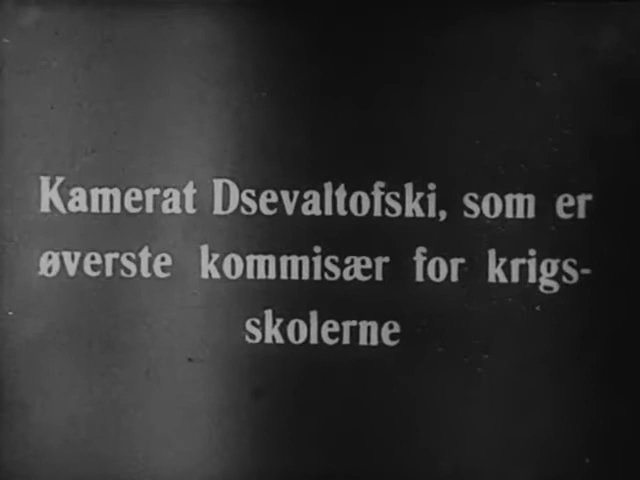 Kamerat Dsevaltofski, som er
øverste kommisær for krigs-
skolerne